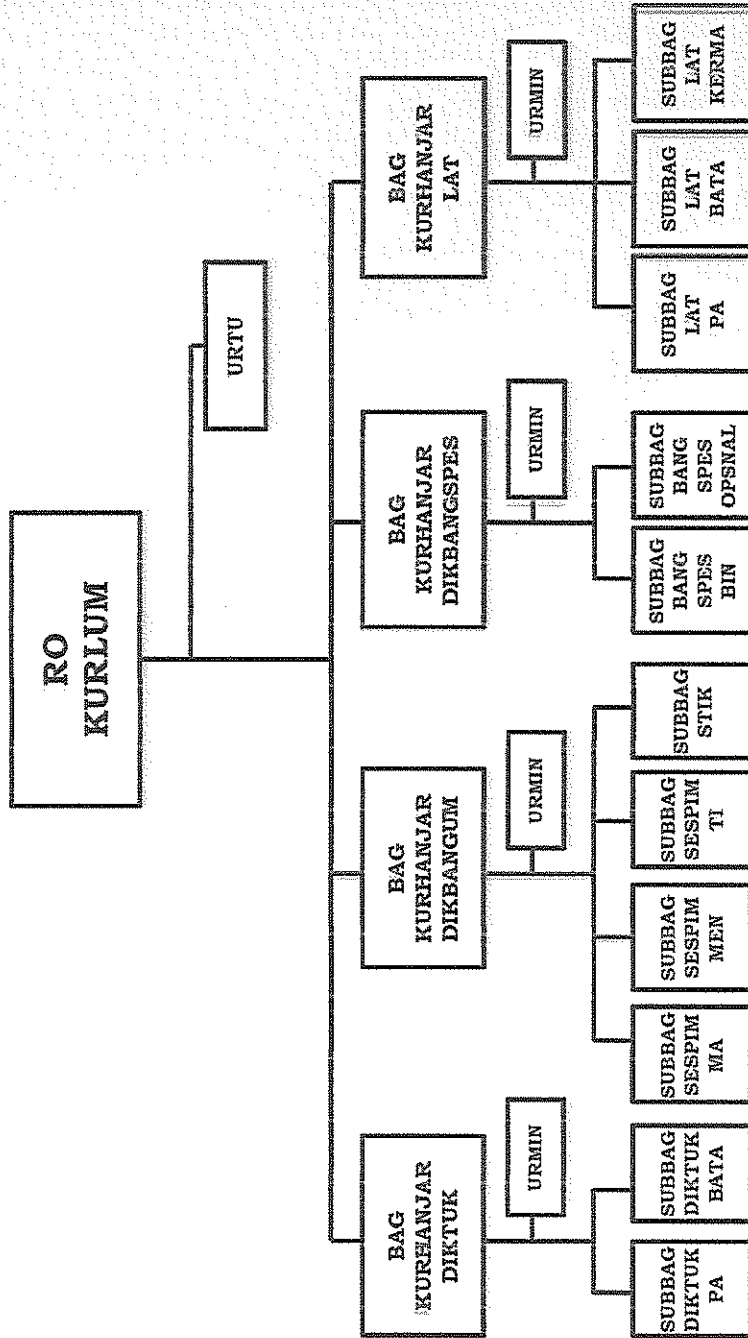 RO
KURLUM
URTU
BAG
KURHANJAR
DIKTUK
BAG
KURHANJAR
DIKBANGUM
BAG
KURHANJAR
DIKBANGSPES
BAG
KURHANJAR
LAT
URMIN
URMIN
URMIN
URMIN
SUBBAG
DIKTUK
PA
SUBBAG
DIKTUK
BATA
SUBBAG
SESPIM
MA
SUBBAG
SESPIM
MEN
SUBBAG
SESPIM
TI
SUBBAG
STIK
SUBBAG
BANG
SPES
BIN
SUBBAG
BANG
SPES
OPSNAL
SUBBAG
LAT
PA
SUBBAG
LAT
BATA
SUBBAG
LAT
KERMA